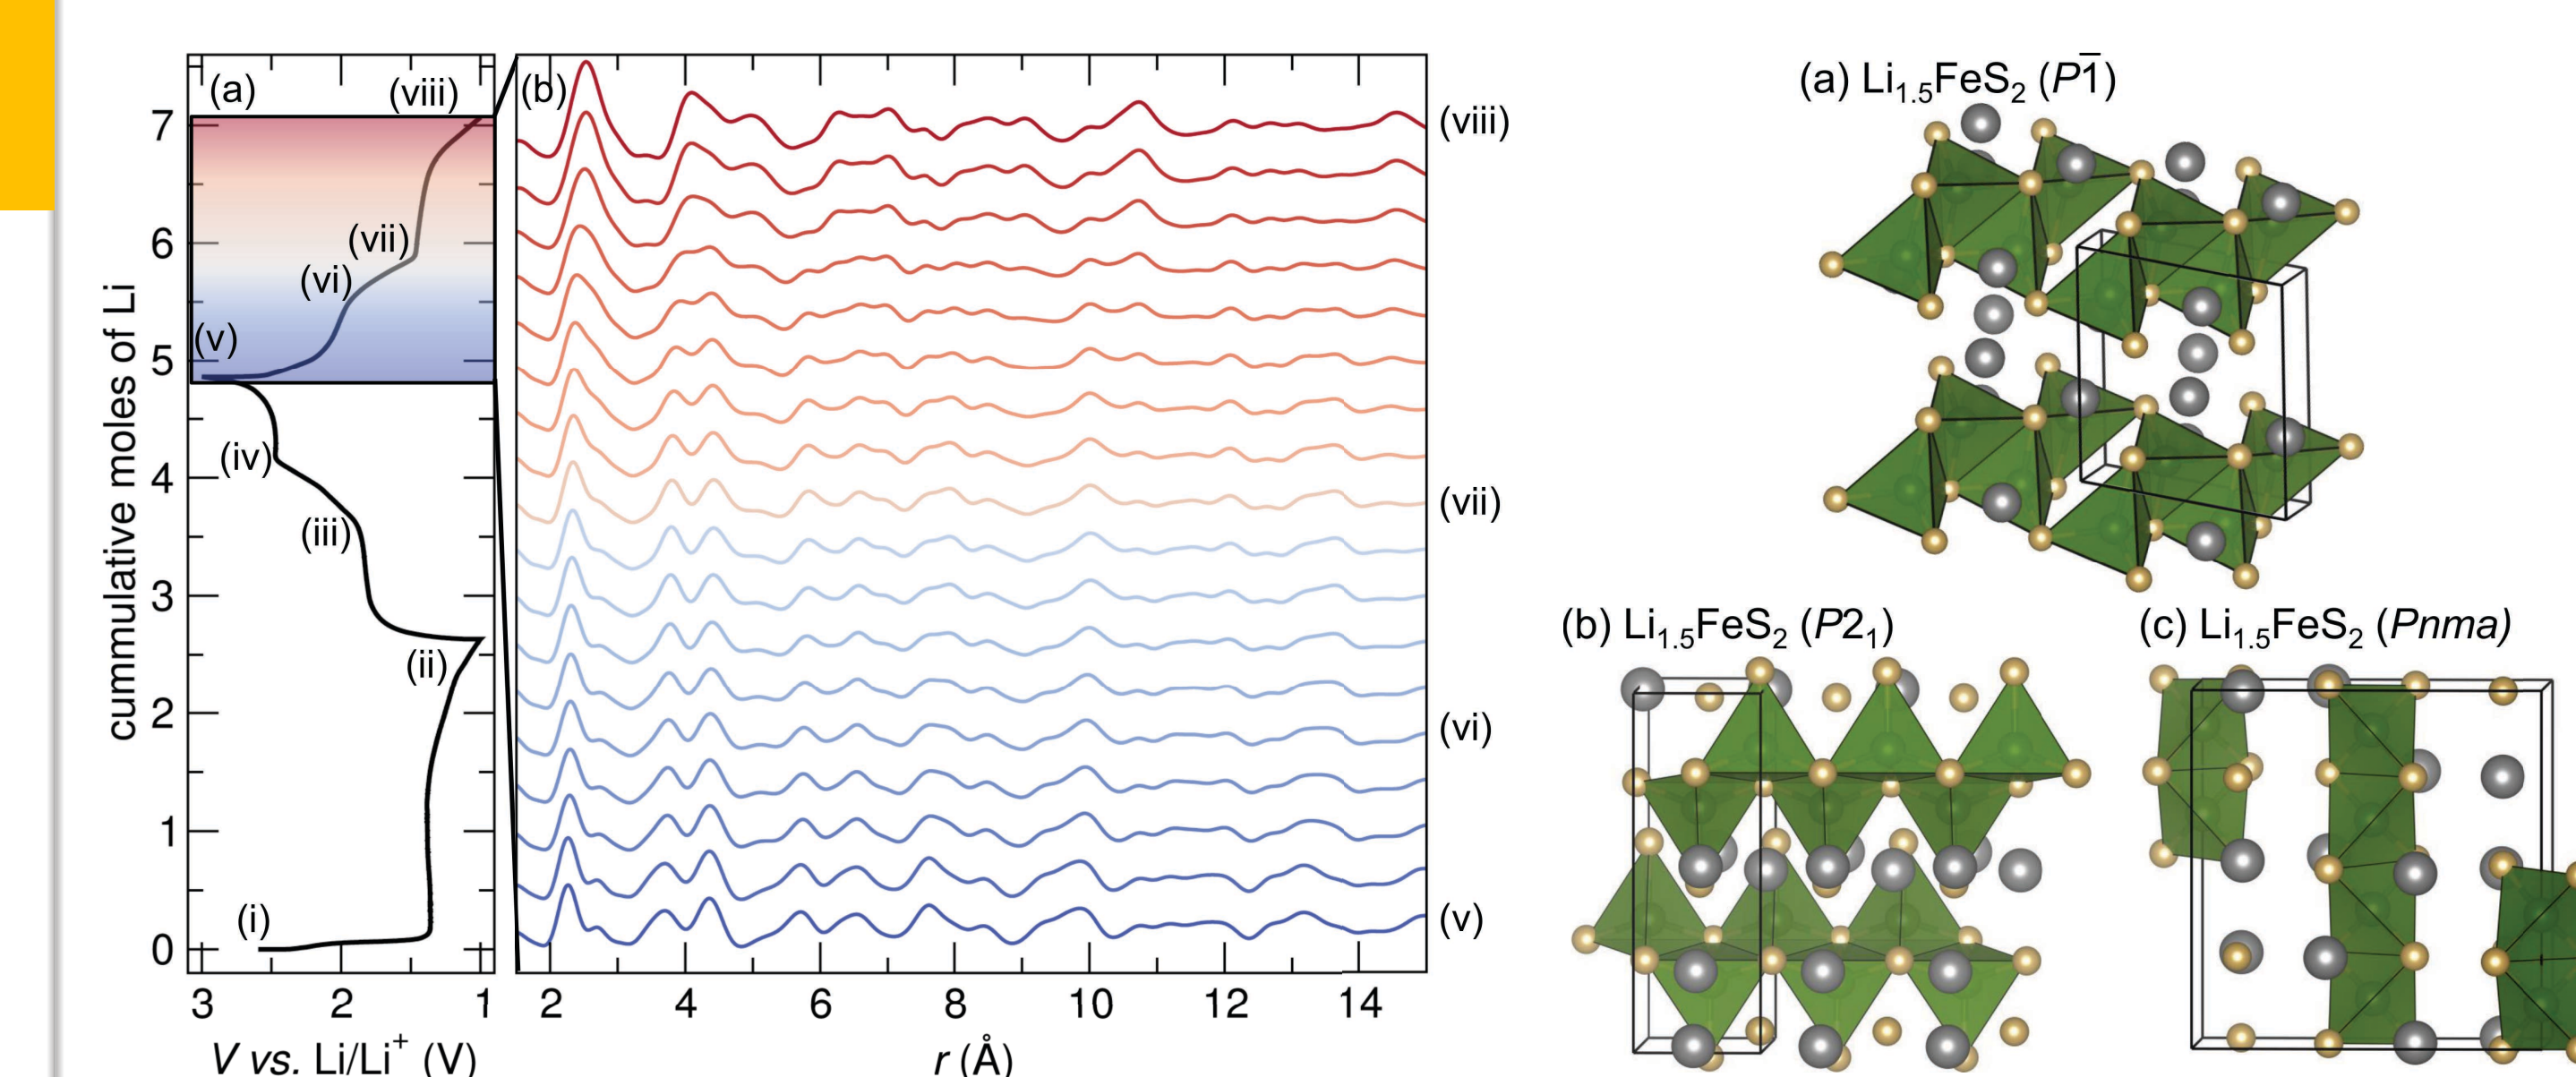 (a)
(viii)
(vii)
(vi)
(v)
(iv)
(iii)
(ii)
(i)
7
6
5
4
3
2
1
0
cummulative moles of Li
3 2 1
V vs. Li/Li⁺ (V)
(b)
(viii)
(vii)
(vi)
(v)
2 4 6 8 10 12 14
r (Å)
(a) Li₁.₅FeS₂ (P1̅)
(b) Li₁.₅FeS₂ (P2₁)
(c) Li₁.₅FeS₂ (Pnma)